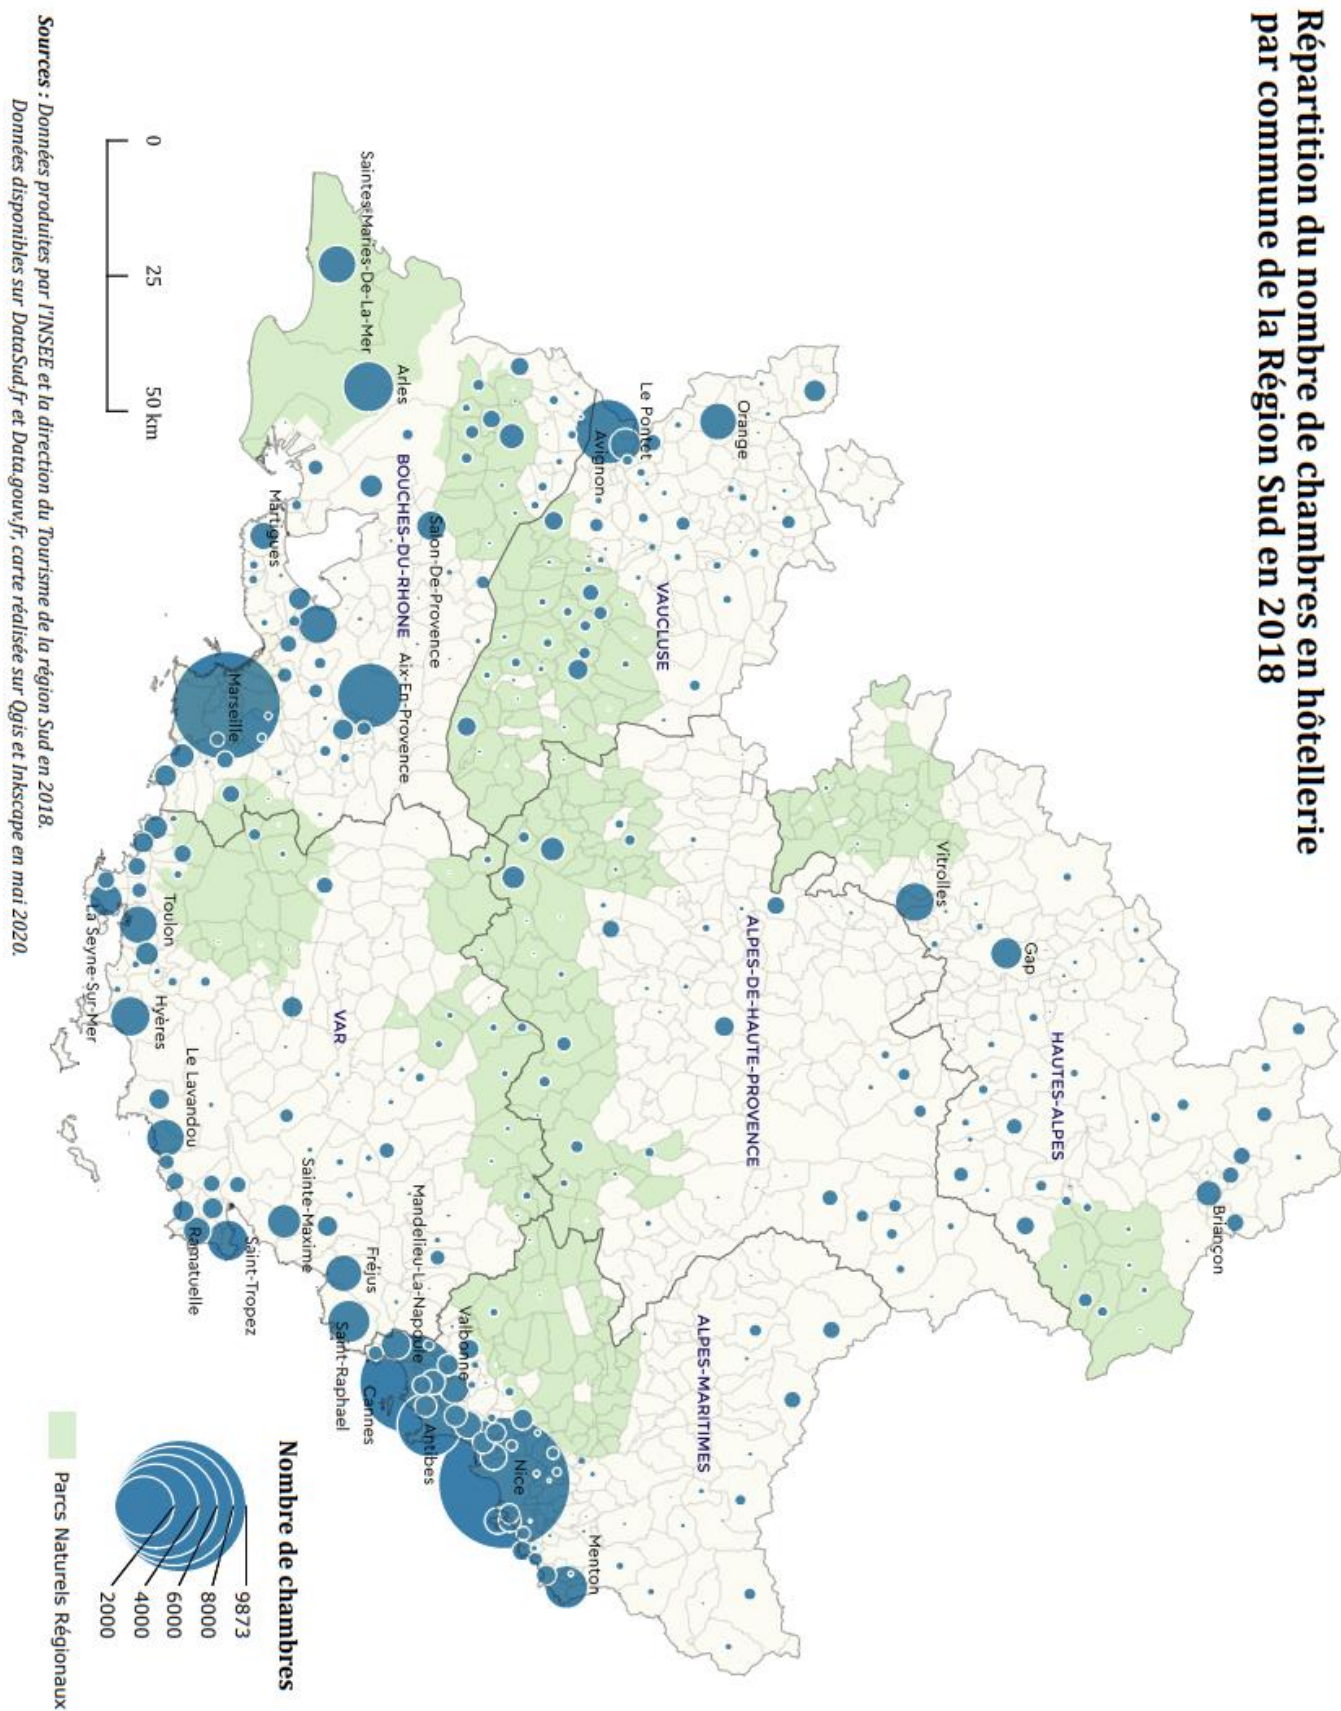 Répartition du nombre de chambres en hôtellerie
par commune de la Région Sud en 2018
HAUTES-ALPES
Briançon
Gap
Vitrolles
ALPES-DE-HAUTE-PROVENCE
ALPES-MARITIMES
Orange
Le Pontet
Avignon
VAUCLUSE
Menton
Nice
Valbonne
Antibes
Mandelieu-La-Napoule
Cannes
Arles
Saintes-Maries-De-La-Mer
Salon-De-Provence
BOUCHES-DU-RHONE
Aix-En-Provence
Martigues
Marseille
VAR
Fréjus
Saint-Raphael
Sainte-Maxime
Saint-Tropez
Ramatuelle
Le Lavandou
Toulon
Hyères
La Seyne-Sur-Mer
Nombre de chambres
9873
8000
6000
4000
2000
Parcs Naturels Régionaux
0 25 50 km
Sources : Données produites par l'INSEE et la direction du Tourisme de la région Sud en 2018.
Données disponibles sur DataSud.fr et Data.gouv.fr, carte réalisée sur Qgis et Inkscape en mai 2020.